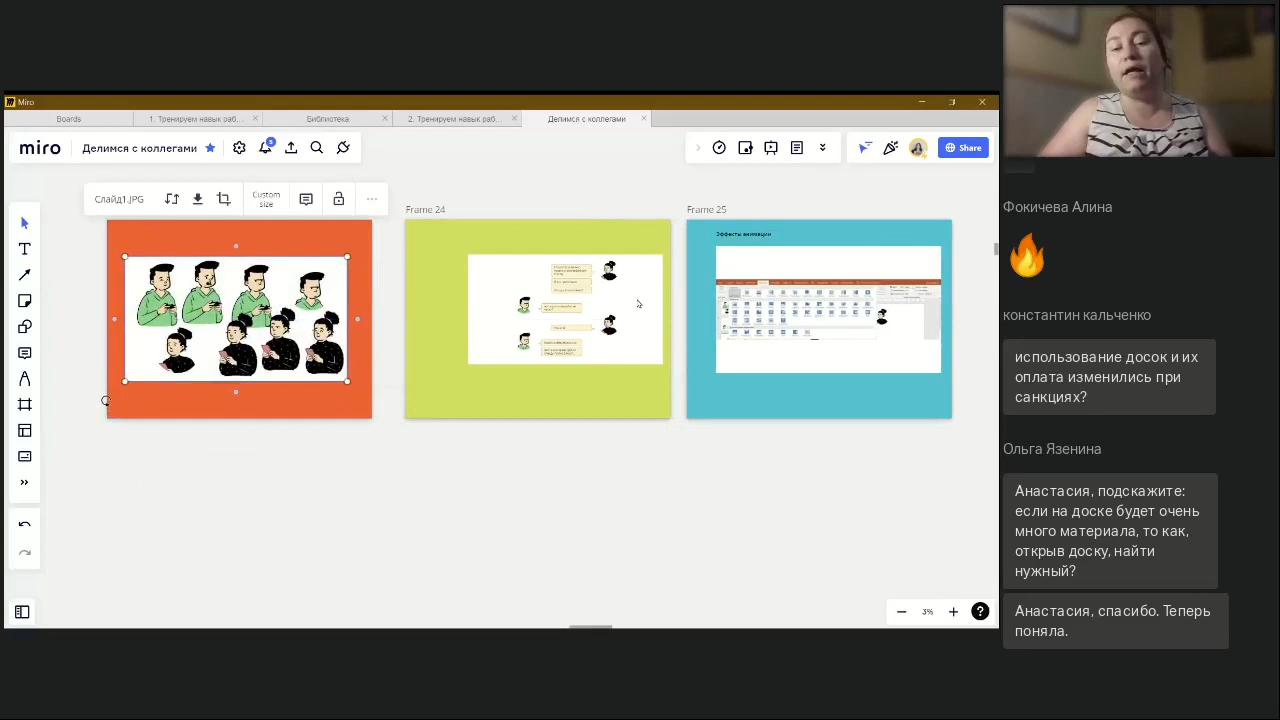 Miro
Boards
1. Тренируем навык раб...
Библиотека
2. Тренируем навык раб...
Делимся с коллегами
miro
Делимся с коллегами
5
Share
Слайд1.JPG
Custom
size
Frame 24
Frame 25
Эффекты анимации
3%
Фокичева Алина
константин кальченко
использование досок и их
оплата изменились при
санкциях?
Ольга Язенина
Анастасия, подскажите:
если на доске будет очень
много материала, то как,
открыв доску, найти
нужный?
Анастасия, спасибо. Теперь
поняла.